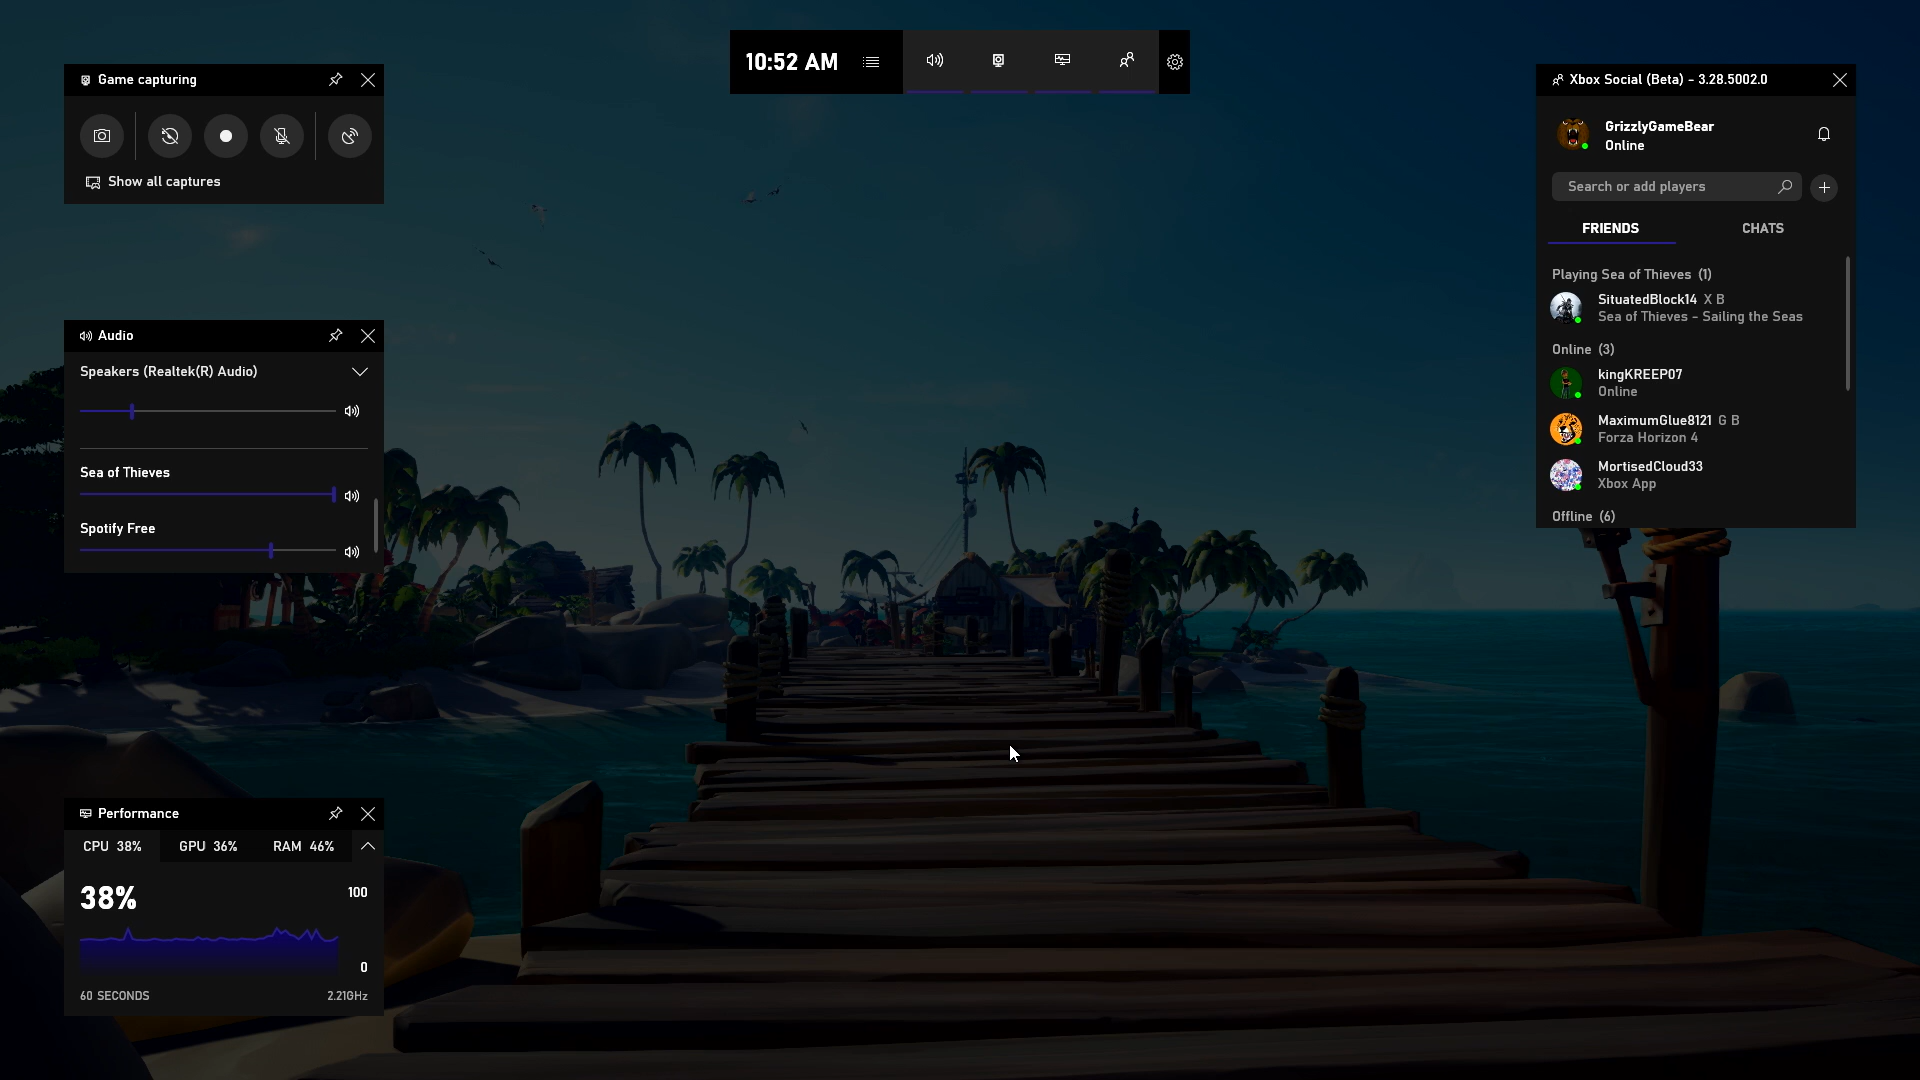 10:52 AM
Game capturing
Show all captures
Audio
Speakers (Realtek(R) Audio)
Sea of Thieves
Spotify Free
Performance
CPU 38% GPU 36% RAM 46%
38% 100
0
60 SECONDS 2.21GHz
Xbox Social (Beta) - 3.28.5002.0
GrizzlyGameBear
Online
Search or add players
FRIENDS CHATS
Playing Sea of Thieves (1)
SituatedBlock14 X B
Sea of Thieves - Sailing the Seas
Online (3)
kingKREEP07
Online
MaximumGlue8121 G B
Forza Horizon 4
MortisedCloud33
Xbox App
Offline (6)